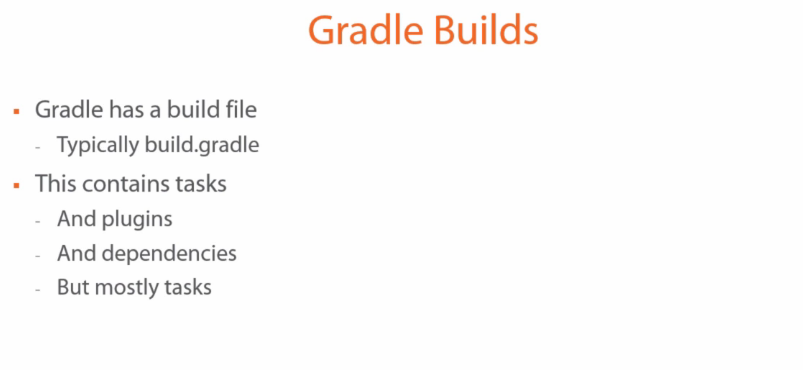 Gradle Builds
▪ Gradle has a build file
- Typically build.gradle
▪ This contains tasks
- And plugins
- And dependencies
- But mostly tasks